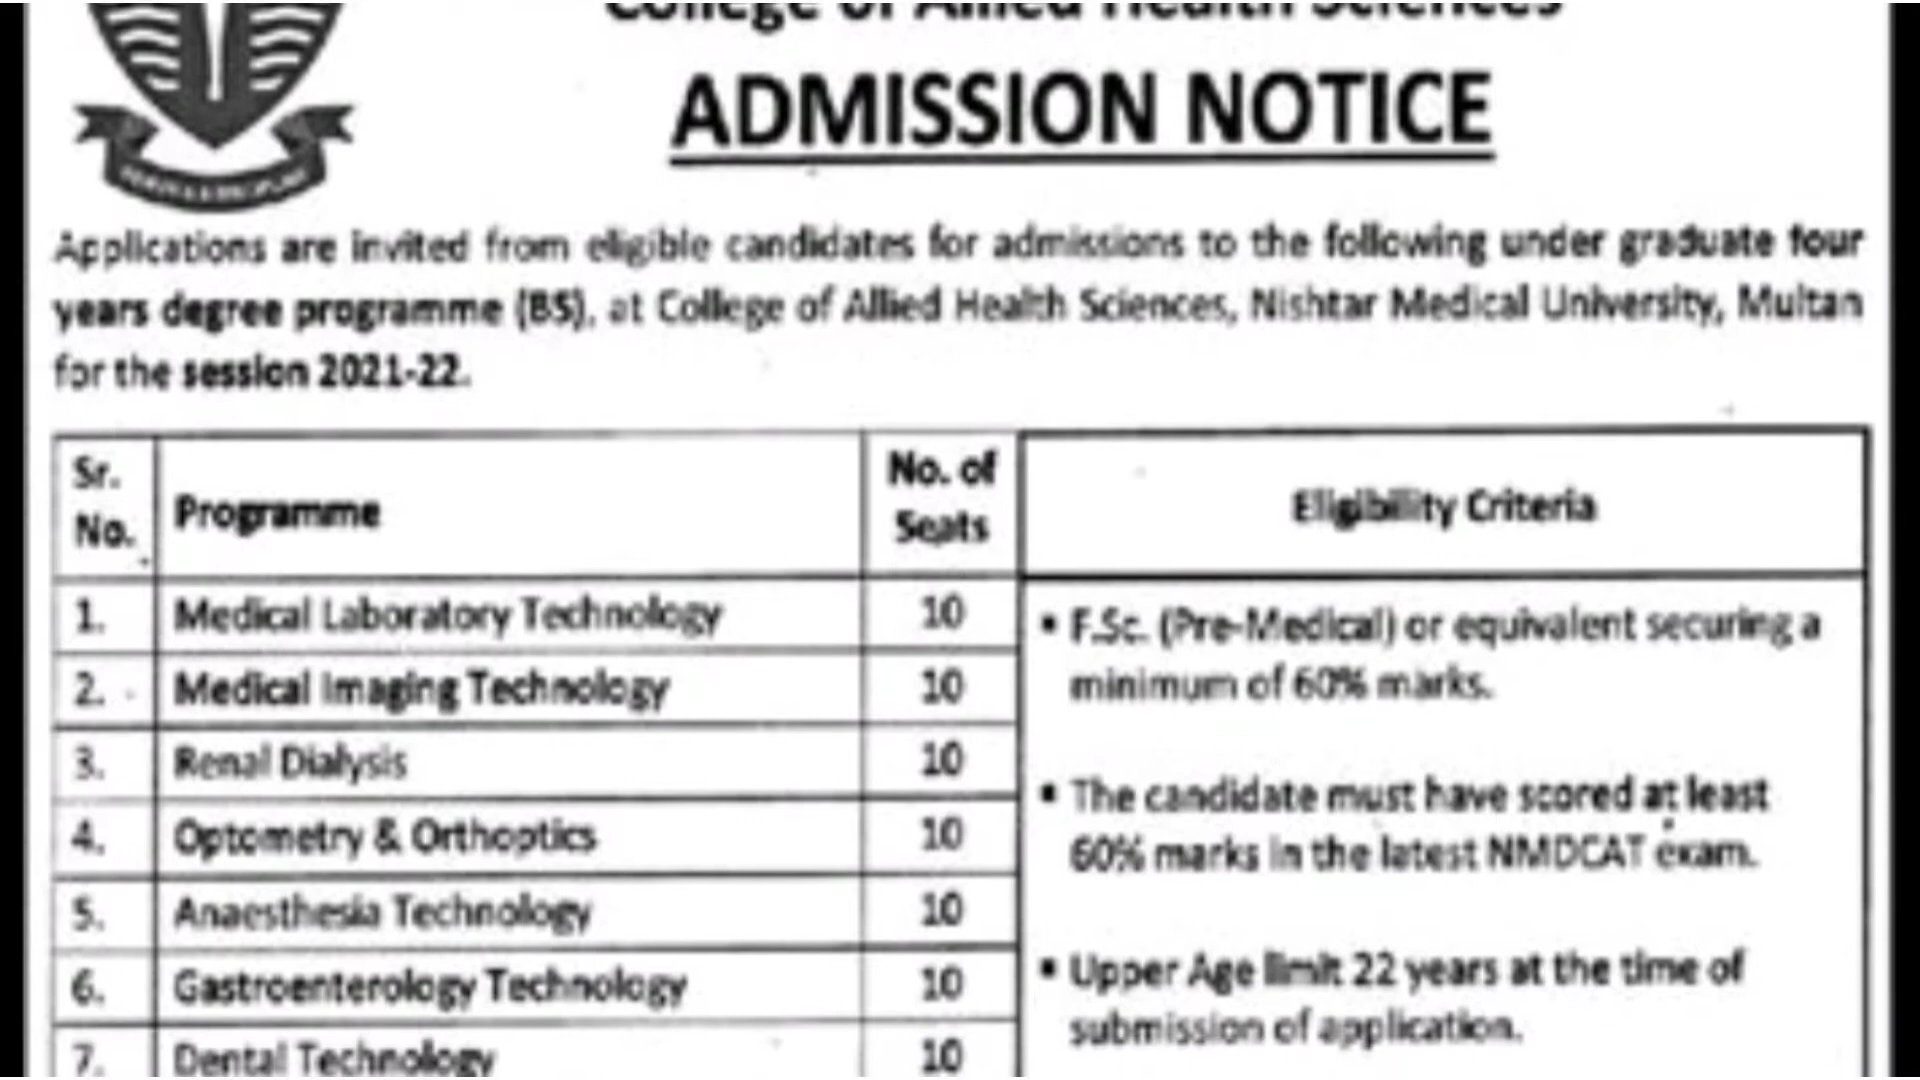 College of Allied Health Sciences
ADMISSION NOTICE
Applications are invited from eligible candidates for admissions to the following under graduate four
years degree programme (BS), at College of Allied Health Sciences, Nishtar Medical University, Multan
for the session 2021-22.
Sr. No. Programme No. of Seats Eligibility Criteria
1. Medical Laboratory Technology 10
2. Medical Imaging Technology 10
3. Renal Dialysis 10
4. Optometry & Orthoptics 10
5. Anaesthesia Technology 10
6. Gastroenterology Technology 10
7. Dental Technology 10
▪ F.Sc. (Pre-Medical) or equivalent securing a
minimum of 60% marks.
▪ The candidate must have scored at least
60% marks in the latest NMDCAT exam.
▪ Upper Age limit 22 years at the time of
submission of application.